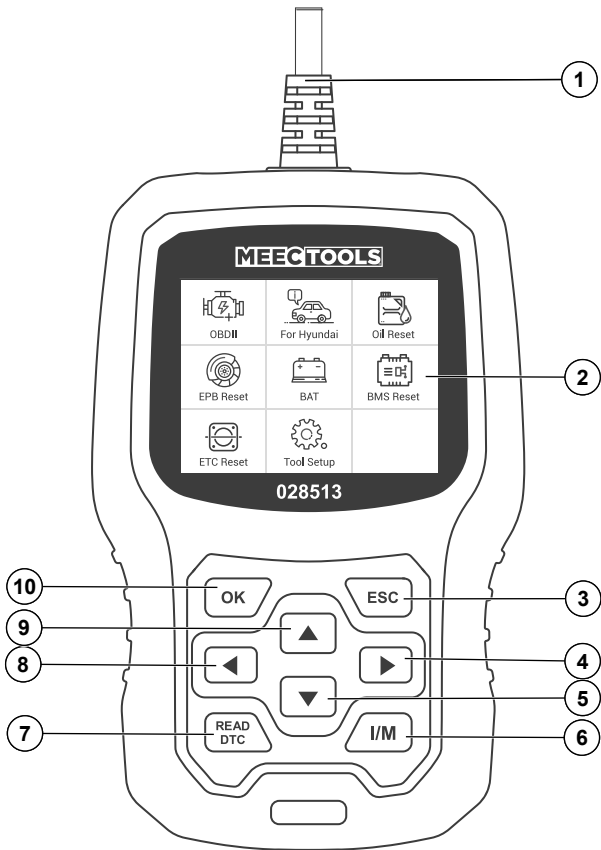 1
MEECTOOLS
OBDII
For Hyundai
Oil Reset
EPB Reset
BAT
BMS Reset
2
ETC Reset
Tool Setup
028513
10
OK
ESC
3
9
8
4
5
7
READ
DTC
I/M
6